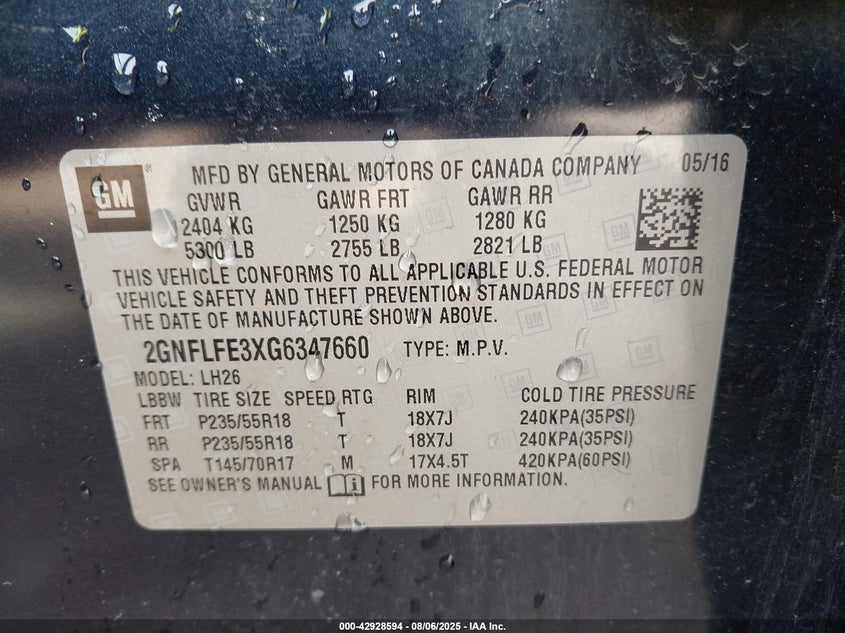 GM
MFD BY GENERAL MOTORS OF CANADA COMPANY 05/16
GVWR GAWR FRT GAWR RR
2404 KG 1250 KG 1280 KG
5300 LB 2755 LB 2821 LB
THIS VEHICLE CONFORMS TO ALL APPLICABLE U.S. FEDERAL MOTOR
VEHICLE SAFETY AND THEFT PREVENTION STANDARDS IN EFFECT ON
THE DATE OF MANUFACTURE SHOWN ABOVE.
2GNFLFE3XG6347660 TYPE: M.P.V.
MODEL: LH26
LBBW TIRE SIZE SPEED RTG RIM COLD TIRE PRESSURE
FRT P235/55R18 T 18X7J 240KPA(35PSI)
RR P235/55R18 T 18X7J 240KPA(35PSI)
SPA T145/70R17 M 17X4.5T 420KPA(60PSI)
SEE OWNER'S MANUAL FOR MORE INFORMATION.
000-42928594 - 08/06/2025 - IAA Inc.